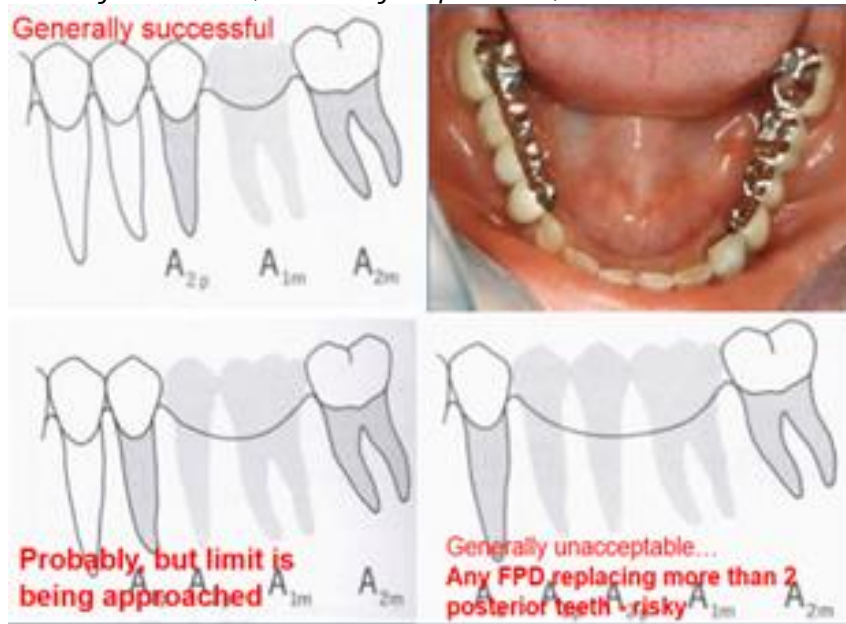 Generally successful
A2p A1m A2m
Probably, but limit is
being approached
A1m A2m
Generally unacceptable...
Any FPD replacing more than 2
posterior teeth - risky
A1m A2m